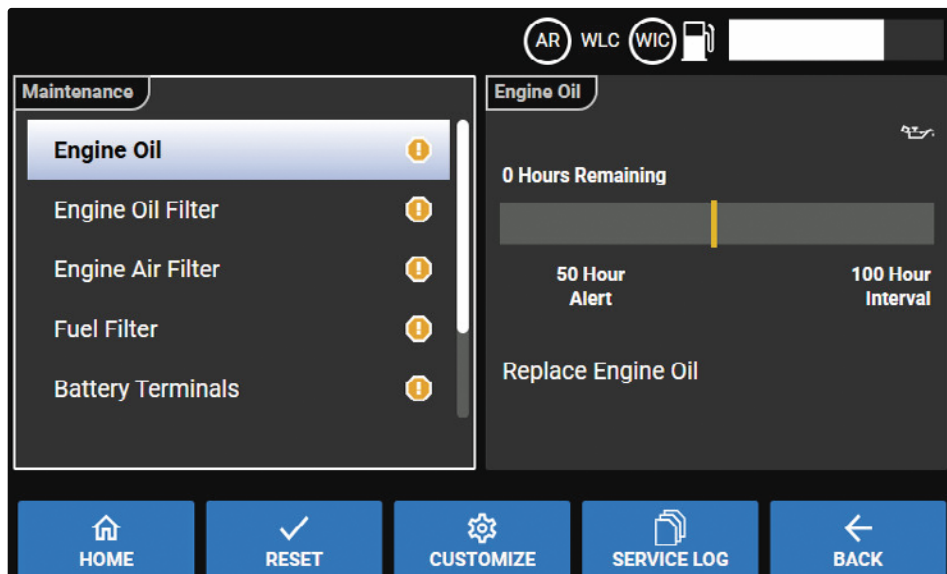 AR WLC WIC
Maintenance
Engine Oil
Engine Oil Filter
Engine Air Filter
Fuel Filter
Battery Terminals
Engine Oil
0 Hours Remaining
50 Hour
Alert
100 Hour
Interval
Replace Engine Oil
HOME
RESET
CUSTOMIZE
SERVICE LOG
BACK